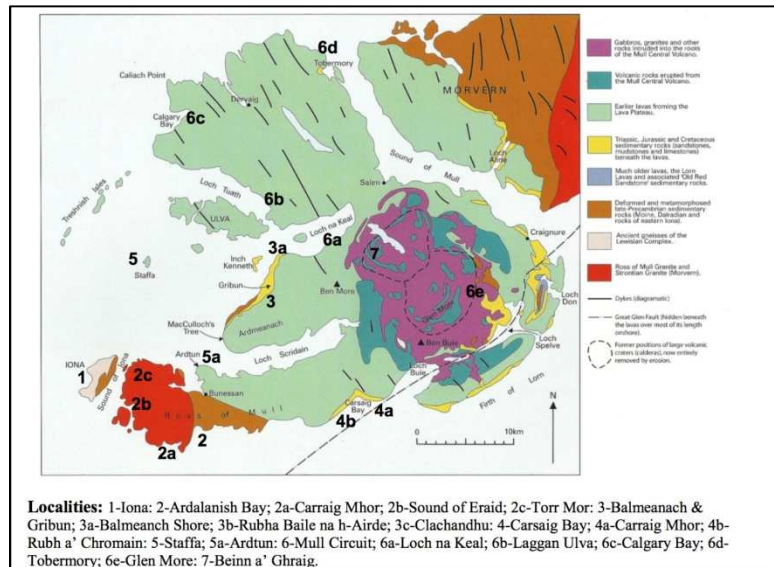 6d
Tobermory
Caliach Point
MORVERN
Dervaig
6c
Calgary
Bay
Loch Aline
Sound of Mull
Treshnish Isles
Loch Tuath
6b
Salen
ULVA
Loch na Keal
6a
Craignure
5
Staffa
3a
Inch
Kenneth
7
Gribun
3
Ben More
6e
Glen More
Loch
Don
MacCulloch's
Tree
Ardmeanach
Ardtun
5a
Loch Scridain
Ben Buie
Loch
Spelve
IONA
1
Sound of Iona
2c
Bunessan
Loch
Buie
2b
Ross of Mull
Carsaig
Bay
4a
Firth of Lorn
N
2a
2
4b
0
10km
Gabbros, granites and other
rocks intruded into the roots
of the Mull Central Volcano.
Volcanic rocks erupted from
the Mull Central Volcano.
Earlier lavas froming the
Lava Plateau.
Triassic, Jurassic and Cretaceous
sedimentary rocks (sandstones,
mudstones and limestones)
beneath the lavas.
Much older lavas, the Lorn
Lavas and associated 'Old Red
Sandstone' sedimentary rocks.
Deformed and metamorphosed
late-Precambrian sedimentary
rocks (Moine, Dalradian and
rocks of eastern Iona).
Ancient gneisses of the
Lewisian Complex.
Ross of Mull Granite and
Strontian Granite (Morvern).
Dykes (diagramatic)
Great Glen Fault (hidden beneath
the lavas over most of its length
onshore).
Former positions of large volcanic
craters (calderas), now entirely
removed by erosion.
Localities: 1-Iona: 2-Ardalanish Bay; 2a-Carraig Mhor; 2b-Sound of Eraid; 2c-Torr Mor: 3-Balmeanach &
Gribun; 3a-Balmeanch Shore; 3b-Rubha Baile na h-Airde; 3c-Clachandhu: 4-Carsaig Bay; 4a-Carraig Mhor; 4b-
Rubh a' Chromain: 5-Staffa; 5a-Ardtun: 6-Mull Circuit; 6a-Loch na Keal; 6b-Laggan Ulva; 6c-Calgary Bay; 6d-
Tobermory; 6e-Glen More: 7-Beinn a' Ghraig.